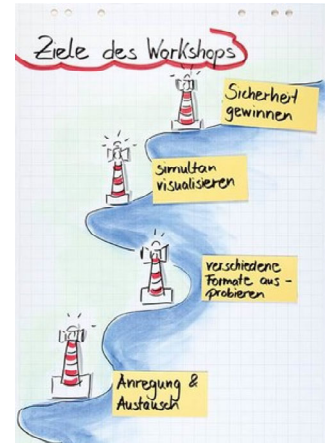 Ziele des Workshops
Sicherheit
gewinnen
simultan
visualisieren
verschiedene
Formate aus-
probieren
Anregung &
Austausch